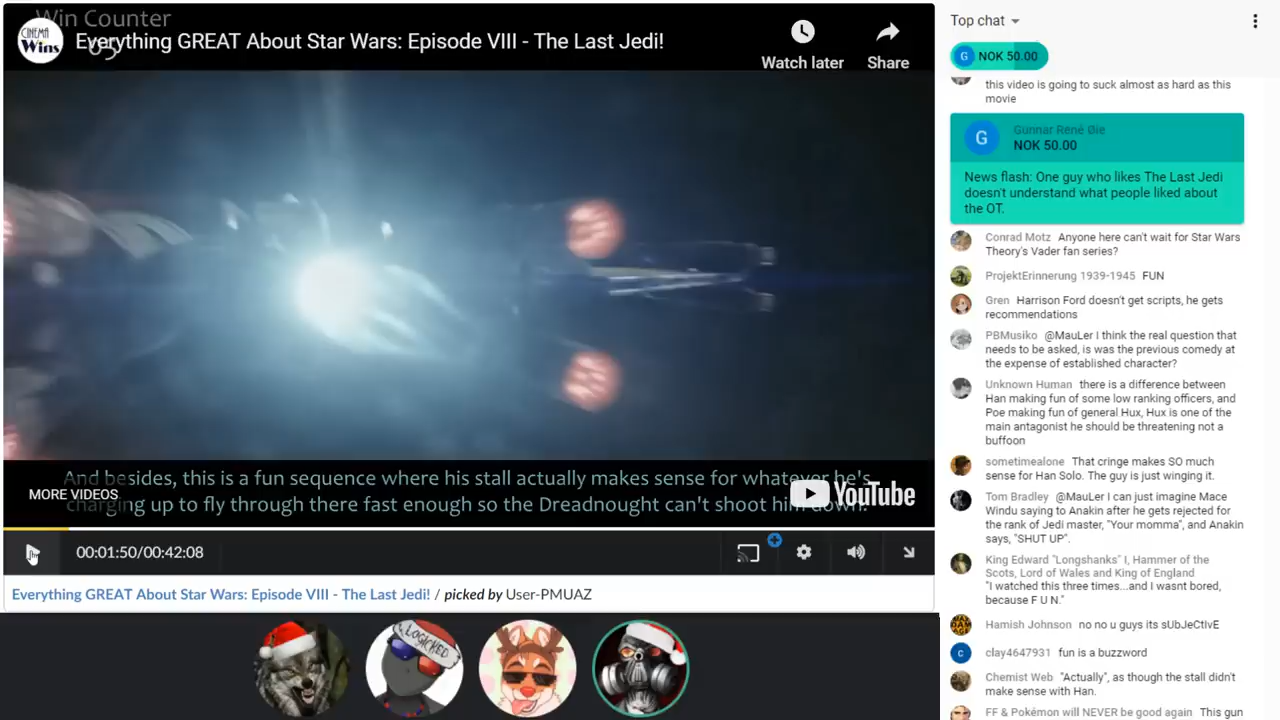 Win Counter
05
CINEMA
Wins
Everything GREAT About Star Wars: Episode VIII - The Last Jedi!
Watch later
Share
And besides, this is a fun sequence where his stall actually makes sense for whatever he's
charging up to fly through there fast enough so the Dreadnought can't shoot him down.
MORE VIDEOS
YouTube
00:01:50/00:42:08
Everything GREAT About Star Wars: Episode VIII - The Last Jedi! / picked by User-PMUAZ
LOGICKED
Top chat
G NOK 50.00
this video is going to suck almost as hard as this
movie
G
Gunnar René Øie
NOK 50.00
News flash: One guy who likes The Last Jedi
doesn't understand what people liked about
the OT.
Conrad Motz Anyone here can't wait for Star Wars
Theory's Vader fan series?
ProjektErinnerung 1939-1945 FUN
Gren Harrison Ford doesn't get scripts, he gets
recommendations
PBMusiko @MauLer I think the real question that
needs to be asked, is was the previous comedy at
the expense of established character?
Unknown Human there is a difference between
Han making fun of some low ranking officers, and
Poe making fun of general Hux, Hux is one of the
main antagonist he should be threatening not a
buffoon
sometimealone That cringe makes SO much
sense for Han Solo. The guy is just winging it.
Tom Bradley @MauLer I can just imagine Mace
Windu saying to Anakin after he gets rejected for
the rank of Jedi master, "Your momma", and Anakin
says, "SHUT UP".
King Edward "Longshanks" I, Hammer of the
Scots, Lord of Wales and King of England
"I watched this three times...and I wasnt bored,
because F U N."
Hamish Johnson no no u guys its sUbJeCtIvE
c
clay4647931 fun is a buzzword
Chemist Web "Actually", as though the stall didn't
make sense with Han.
FF & Pokémon will NEVER be good again This gun